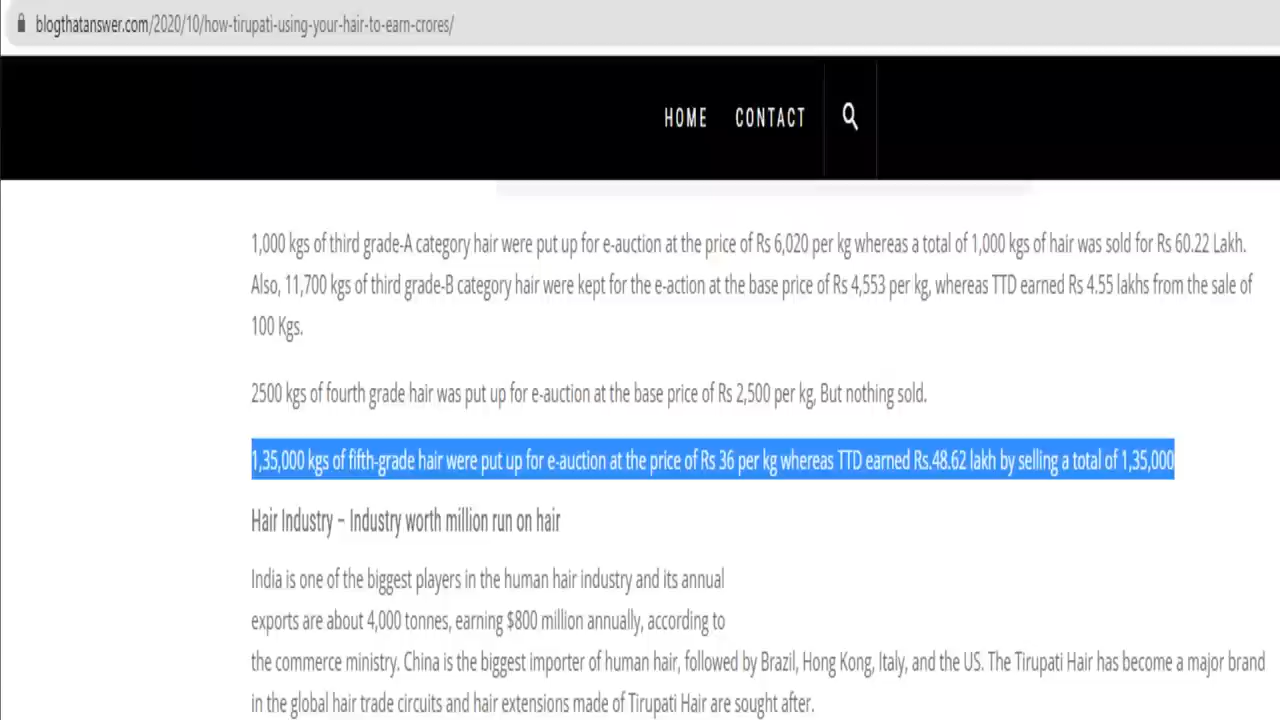 blogthatanswer.com/2020/10/how-tirupati-using-your-hair-to-earn-crores/
HOME CONTACT
1,000 kgs of third grade-A category hair were put up for e-auction at the price of Rs 6,020 per kg whereas a total of 1,000 kgs of hair was sold for Rs 60.22 Lakh.
Also, 11,700 kgs of third grade-B category hair were kept for the e-action at the base price of Rs 4,553 per kg, whereas TTD earned Rs 4.55 lakhs from the sale of
100 Kgs.
2500 kgs of fourth grade hair was put up for e-auction at the base price of Rs 2,500 per kg, But nothing sold.
1,35,000 kgs of fifth-grade hair were put up for e-auction at the price of Rs 36 per kg whereas TTD earned Rs.48.62 lakh by selling a total of 1,35,000
Hair Industry – Industry worth million run on hair
India is one of the biggest players in the human hair industry and its annual
exports are about 4,000 tonnes, earning $800 million annually, according to
the commerce ministry. China is the biggest importer of human hair, followed by Brazil, Hong Kong, Italy, and the US. The Tirupati Hair has become a major brand
in the global hair trade circuits and hair extensions made of Tirupati Hair are sought after.